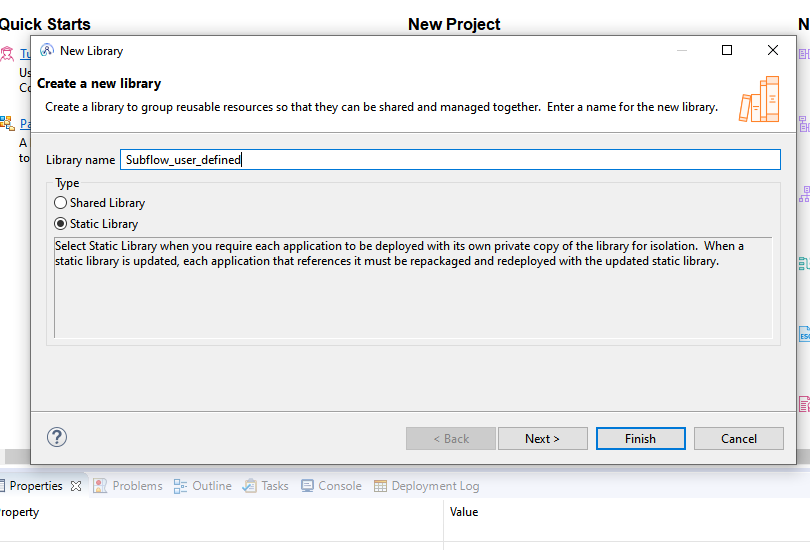 Quick Starts
New Project
N
New Library
Tu
Us
Co
Pa
A l
to
Create a new library
Create a library to group reusable resources so that they can be shared and managed together.  Enter a name for the new library.
Library name
Subflow_user_defined
Type
Shared Library
Static Library
Select Static Library when you require each application to be deployed with its own private copy of the library for isolation.  When a
static library is updated, each application that references it must be repackaged and redeployed with the updated static library.
ESQ
?
< Back
Next >
Finish
Cancel
Properties
Problems
Outline
Tasks
Console
Deployment Log
roperty
Value